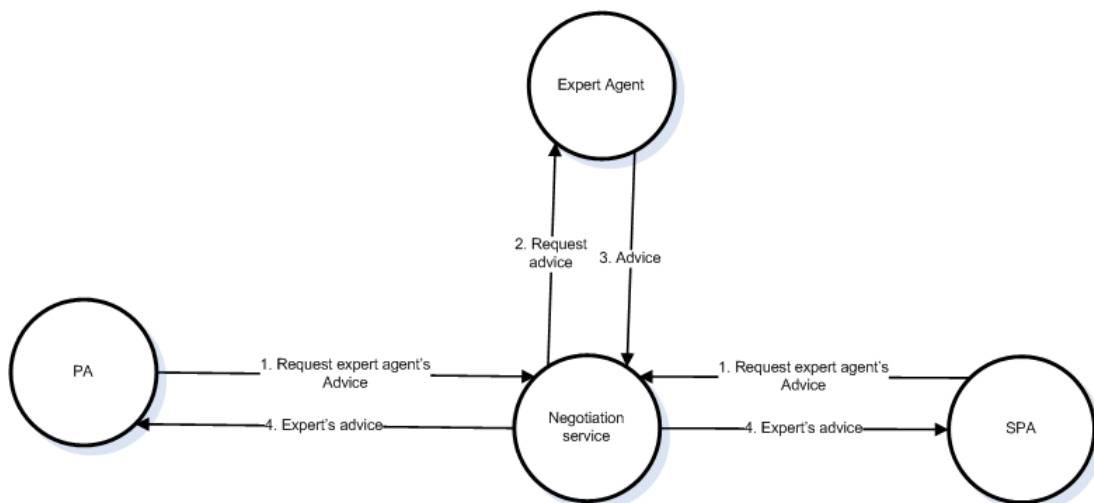 Expert Agent
2. Request
advice
3. Advice
PA
1. Request expert agent's
Advice
4. Expert's advice
Negotiation
service
1. Request expert agent's
Advice
4. Expert's advice
SPA